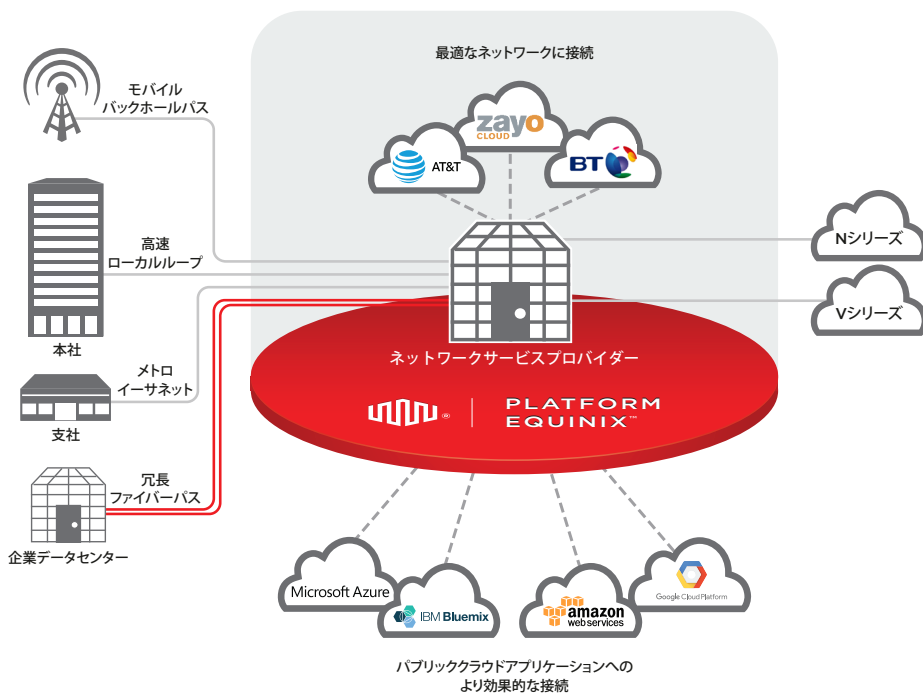 最適なネットワークに接続
モバイル
バックホールパス
zayo
CLOUD
AT&T
BT
高速
ローカルループ
本社
Nシリーズ
Vシリーズ
メトロ
イーサネット
支社
ネットワークサービスプロバイダー
® | PLATFORM
EQUINIX™
冗長
ファイバーパス
企業データセンター
Microsoft Azure
IBM Bluemix
amazon
web services
Google Cloud Platform
パブリッククラウドアプリケーションへの
より効果的な接続